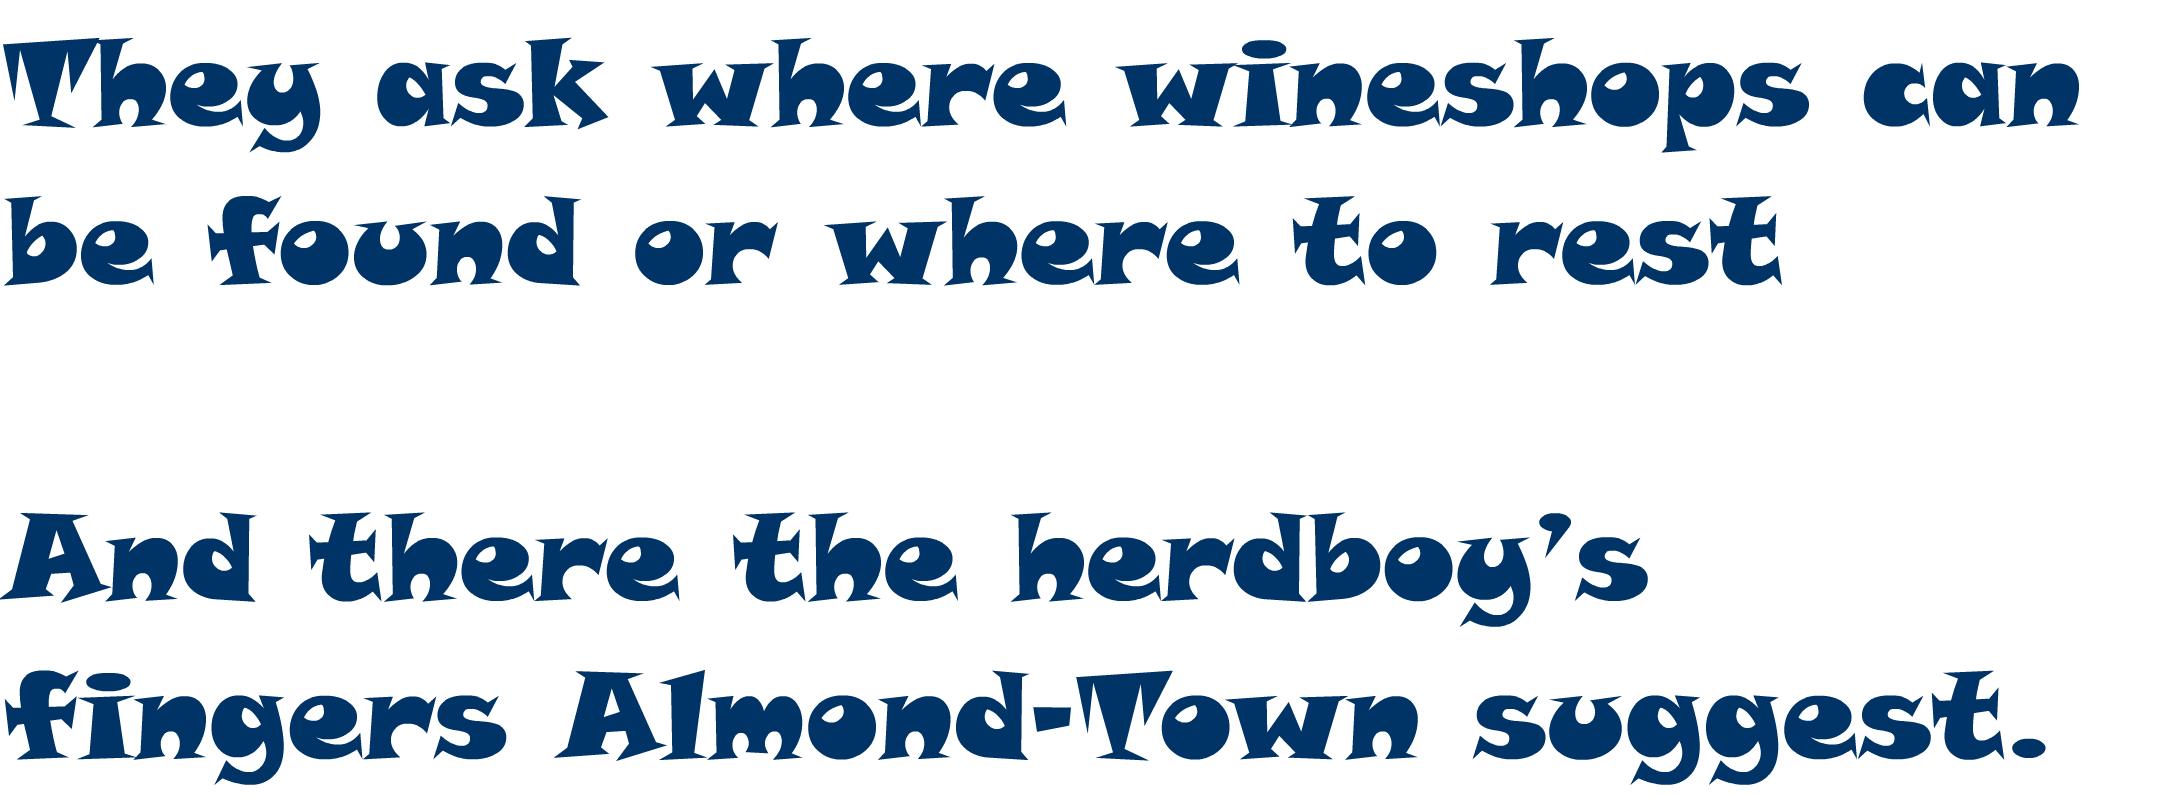 They ask where wineshops can
be found or where to rest
And there the herdboy’s
fingers Almond-Town suggest.